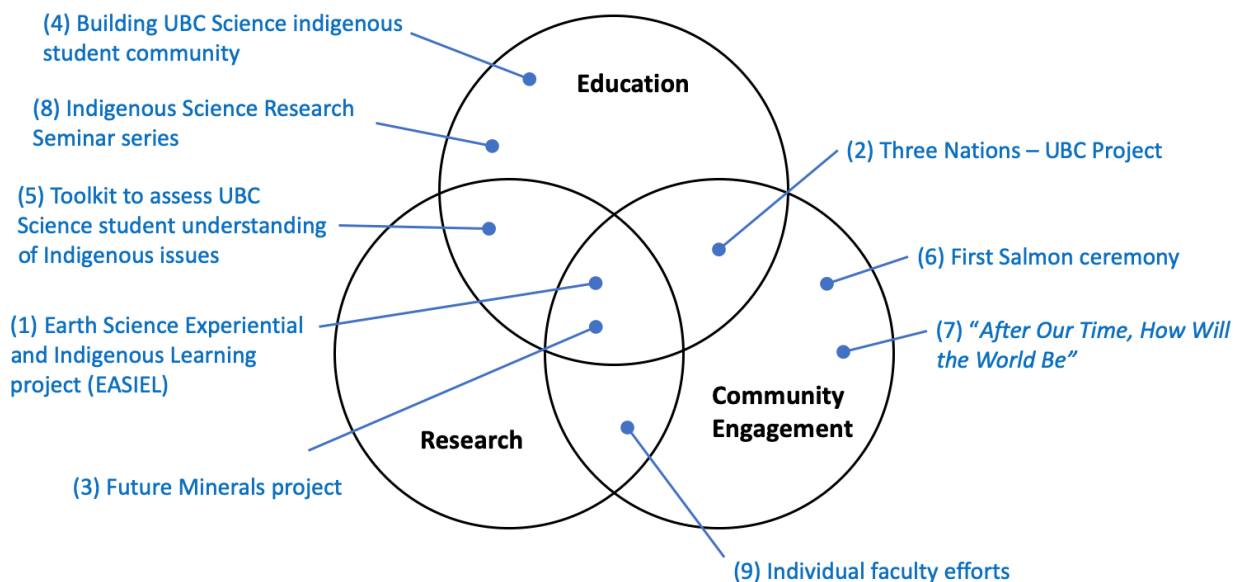 (4) Building UBC Science indigenous
student community
Education
(8) Indigenous Science Research
Seminar series
(2) Three Nations – UBC Project
(5) Toolkit to assess UBC
Science student understanding
of Indigenous issues
(6) First Salmon ceremony
(1) Earth Science Experiential
and Indigenous Learning
project (EASIEL)
(7) “After Our Time, How Will
the World Be”
Community
Engagement
Research
(3) Future Minerals project
(9) Individual faculty efforts